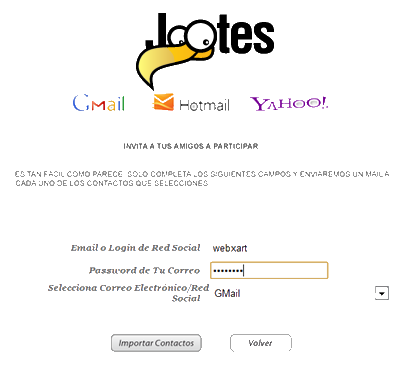 Jootes
GMail Hotmail YAHOO!
INVITA A TUS AMIGOS A PARTICIPAR
ES TAN FACIL COMO PARECE, SOLO COMPLETA LOS SIGUIENTES CAMPOS Y ENVIAREMOS UN MAIL A
CADA UNO DE LOS CONTACTOS QUE SELECCIONES
Email o Login de Red Social webxart
Password de Tu Correo ••••••••
Selecciona Correo Electrónico/Red GMail
Social
Importar Contactos Volver